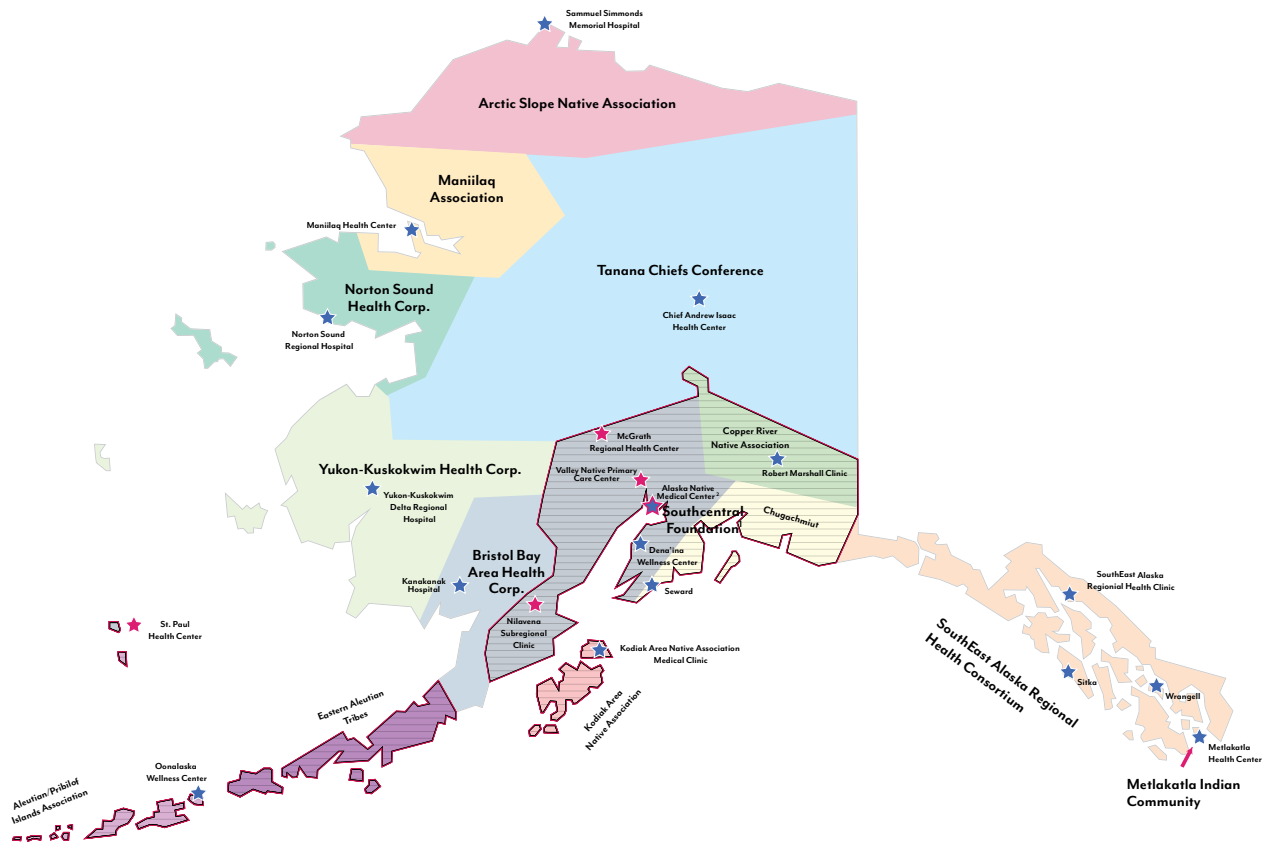 Sammuel Simmonds
Memorial Hospital
Arctic Slope Native Association
Maniilaq
Association
Maniilaq Health Center
Tanana Chiefs Conference
Chief Andrew Isaac
Health Center
Norton Sound
Health Corp.
Norton Sound
Regional Hospital
McGrath
Regional Health Center
Copper River
Native Association
Robert Marshall Clinic
Valley Native Primary
Care Center
Alaska Native
Medical Center²
Southcentral
Foundation
Chugachmiut
Yukon-Kuskokwim Health Corp.
Yukon-Kuskokwim
Delta Regional
Hospital
Dena'ina
Wellness Center
Seward
Bristol Bay
Area Health
Corp.
Kanakanak
Hospital
Nilavena
Subregional
Clinic
St. Paul
Health Center
Kodiak Area Native Association
Medical Clinic
Kodiak Area
Native Association
Eastern Aleutian
Tribes
Oonalaska
Wellness Center
Aleutian/Pribilof
Islands Association
SouthEast Alaska
Regionial Health Clinic
SouthEast Alaska Regional
Health Consortium
Sitka
Wrangell
Metlakatla
Health Center
Metlakatla Indian
Community